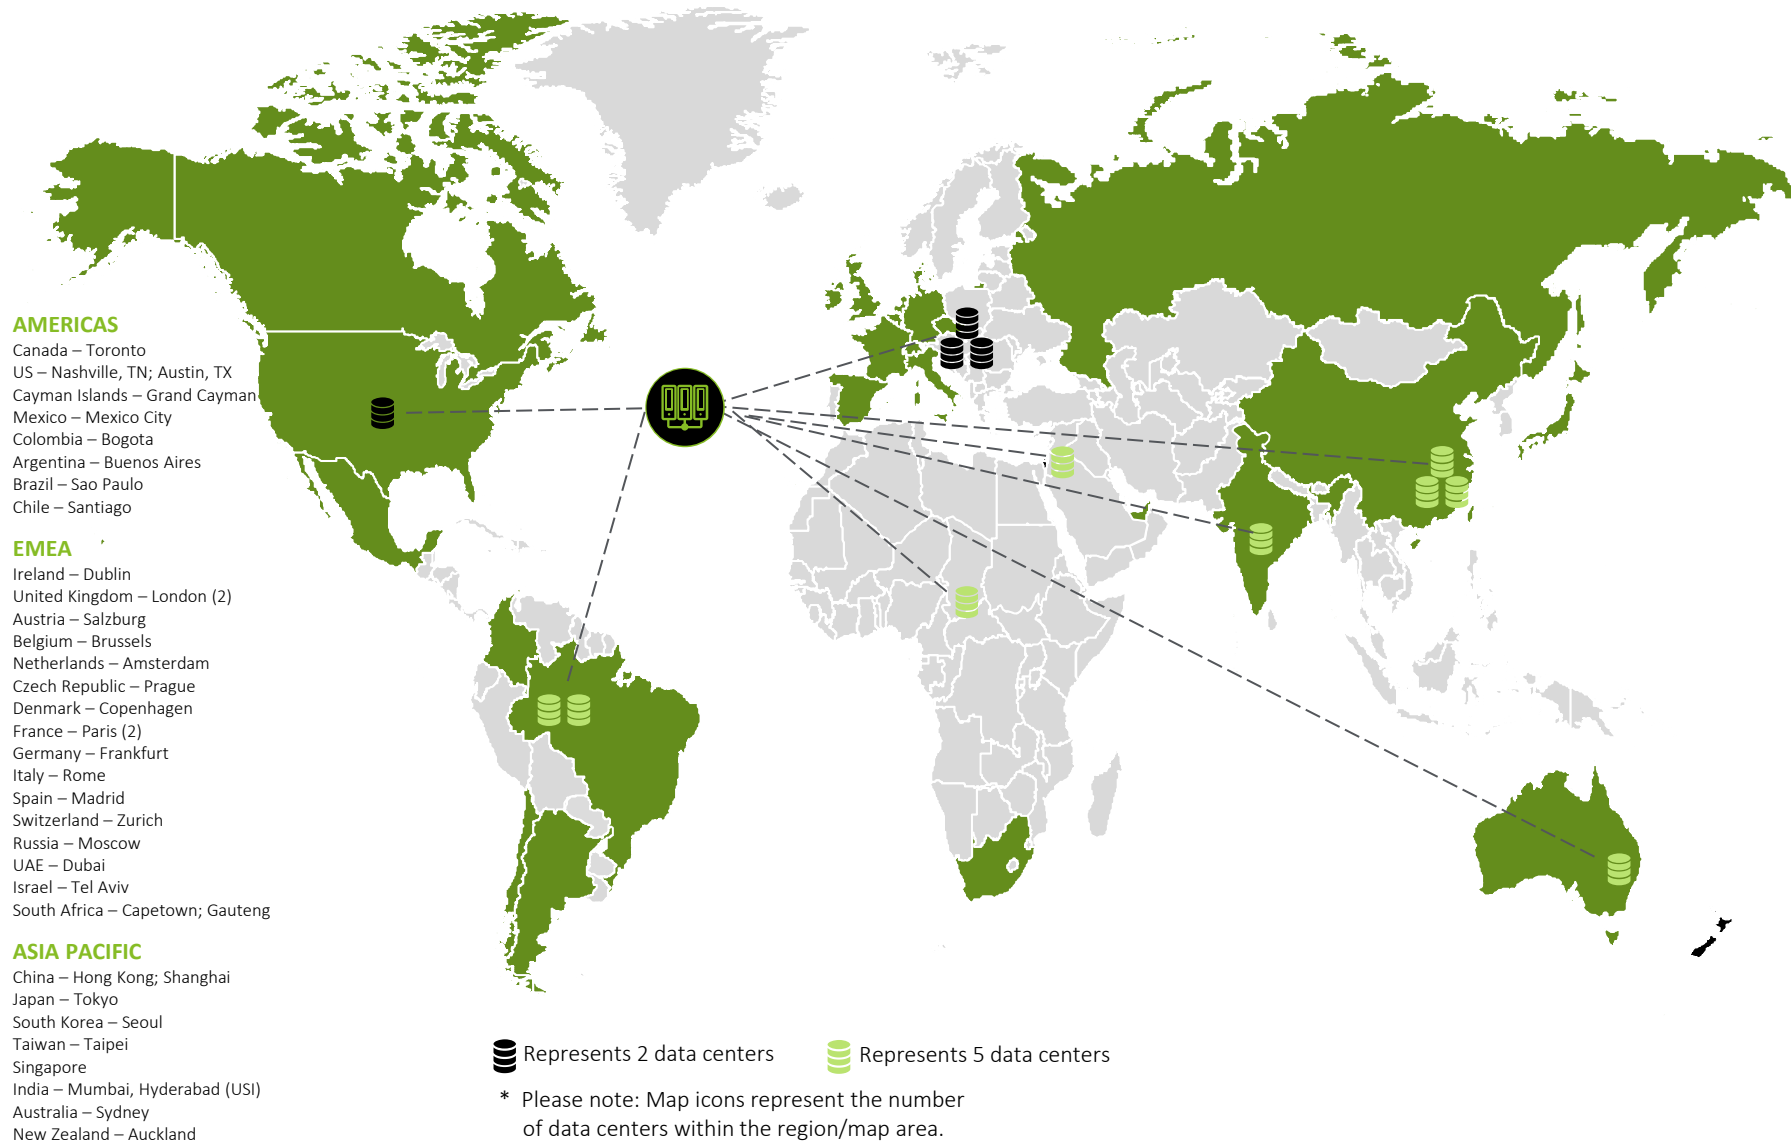 AMERICAS
Canada – Toronto
US – Nashville, TN; Austin, TX
Cayman Islands – Grand Cayman
Mexico – Mexico City
Colombia – Bogota
Argentina – Buenos Aires
Brazil – Sao Paulo
Chile – Santiago
EMEA
Ireland – Dublin
United Kingdom – London (2)
Austria – Salzburg
Belgium – Brussels
Netherlands – Amsterdam
Czech Republic – Prague
Denmark – Copenhagen
France – Paris (2)
Germany – Frankfurt
Italy – Rome
Spain – Madrid
Switzerland – Zurich
Russia – Moscow
UAE – Dubai
Israel – Tel Aviv
South Africa – Capetown; Gauteng
ASIA PACIFIC
China – Hong Kong; Shanghai
Japan – Tokyo
South Korea – Seoul
Taiwan – Taipei
Singapore
India – Mumbai, Hyderabad (USI)
Australia – Sydney
New Zealand – Auckland
Represents 2 data centers
Represents 5 data centers
* Please note: Map icons represent the number
of data centers within the region/map area.